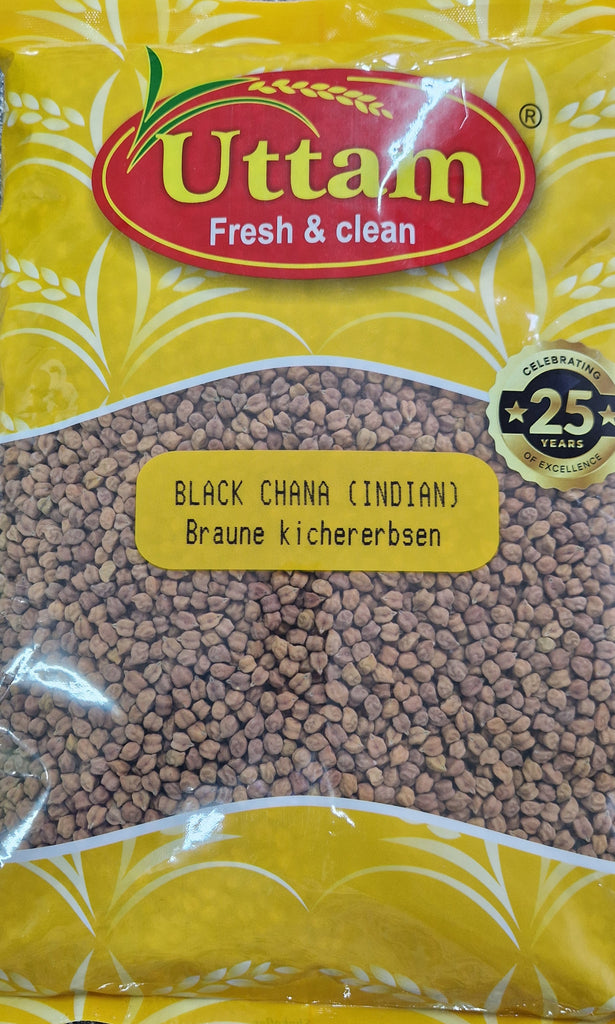 Uttam
®
Fresh & clean
CELEBRATING
25
YEARS
OF EXCELLENCE
BLACK CHANA (INDIAN)
Braune kichererbsen